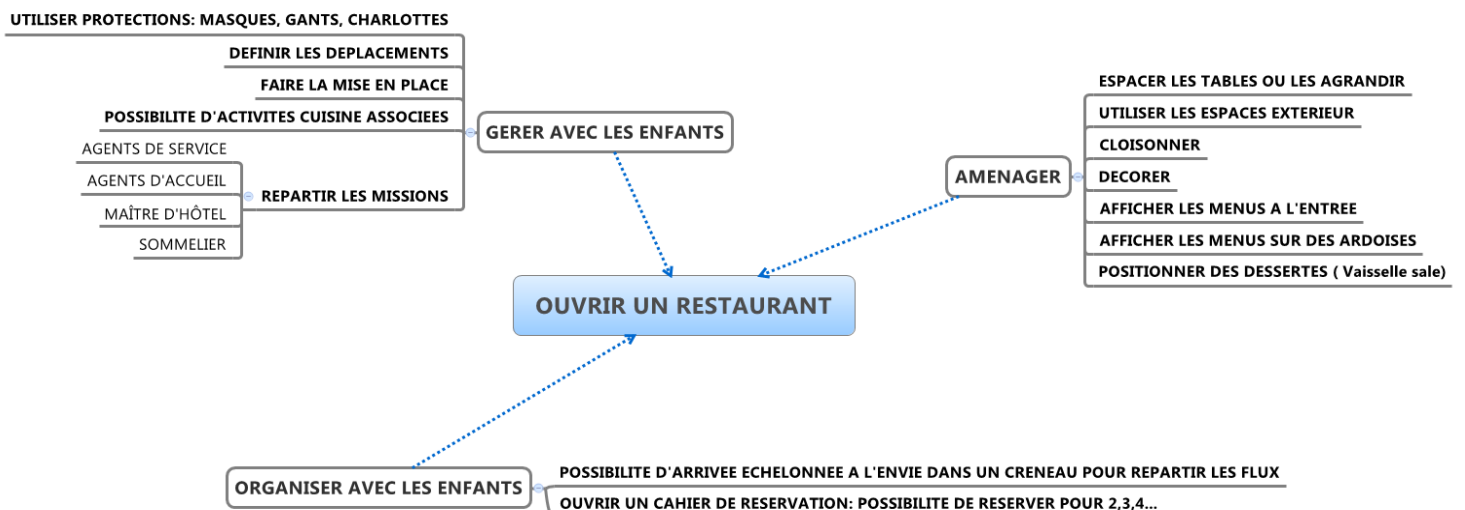 UTILISER PROTECTIONS: MASQUES, GANTS, CHARLOTTES
DEFINIR LES DEPLACEMENTS
FAIRE LA MISE EN PLACE
POSSIBILITE D'ACTIVITES CUISINE ASSOCIEES
GERER AVEC LES ENFANTS
AGENTS DE SERVICE
AGENTS D'ACCUEIL
MAÎTRE D'HÔTEL
SOMMELIER
REPARTIR LES MISSIONS
AMENAGER
ESPACER LES TABLES OU LES AGRANDIR
UTILISER LES ESPACES EXTERIEUR
CLOISONNER
DECORER
AFFICHER LES MENUS A L'ENTREE
AFFICHER LES MENUS SUR DES ARDOISES
POSITIONNER DES DESSERTES ( Vaisselle sale)
OUVRIR UN RESTAURANT
ORGANISER AVEC LES ENFANTS
POSSIBILITE D'ARRIVEE ECHELONNEE A L'ENVIE DANS UN CRENEAU POUR REPARTIR LES FLUX
OUVRIR UN CAHIER DE RESERVATION: POSSIBILITE DE RESERVER POUR 2,3,4...